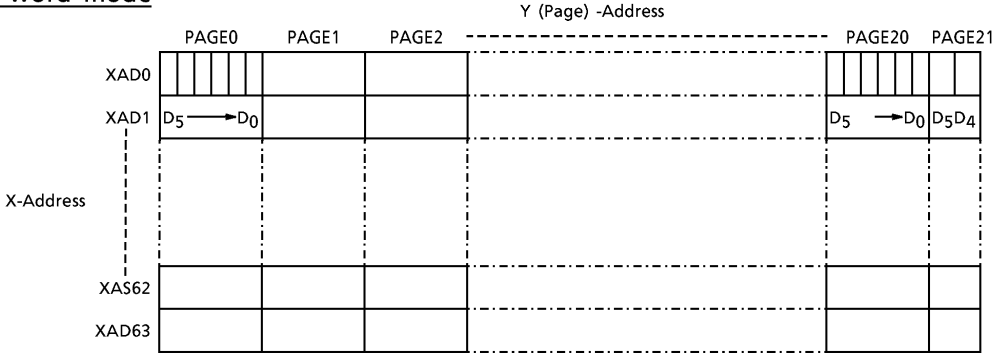 word mode
Y (Page) -Address
PAGE0 PAGE1 PAGE2 PAGE20 PAGE21
XAD0
XAD1 D5 D0 D5 D0 D5D4
X-Address
XAS62
XAD63